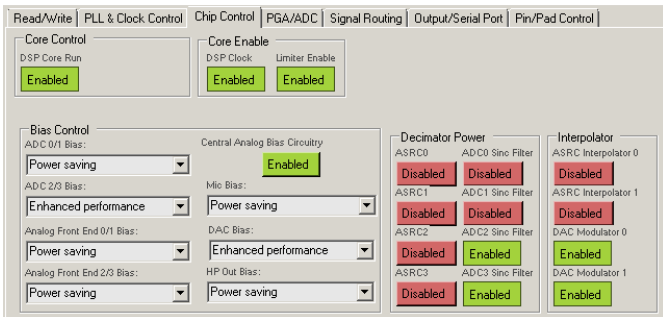 Read/Write PLL & Clock Control Chip Control PGA/ADC Signal Routing Output/Serial Port Pin/Pad Control
Core Control
DSP Core Run
Enabled
Core Enable
DSP Clock Limiter Enable
Enabled Enabled
Bias Control
ADC 0/1 Bias:
Power saving
ADC 2/3 Bias:
Enhanced performance
Analog Front End 0/1 Bias:
Power saving
Analog Front End 2/3 Bias:
Power saving
Central Analog Bias Circuitry
Enabled
Mic Bias:
Power saving
DAC Bias:
Enhanced performance
HP Out Bias:
Power saving
Decimator Power
ASRC0 ADC0 Sinc Filter
Disabled Disabled
ASRC1 ADC1 Sinc Filter
Disabled Disabled
ASRC2 ADC2 Sinc Filter
Disabled Enabled
ASRC3 ADC3 Sinc Filter
Disabled Enabled
Interpolator
ASRC Interpolator 0
Disabled
ASRC Interpolator 1
Disabled
DAC Modulator 0
Enabled
DAC Modulator 1
Enabled